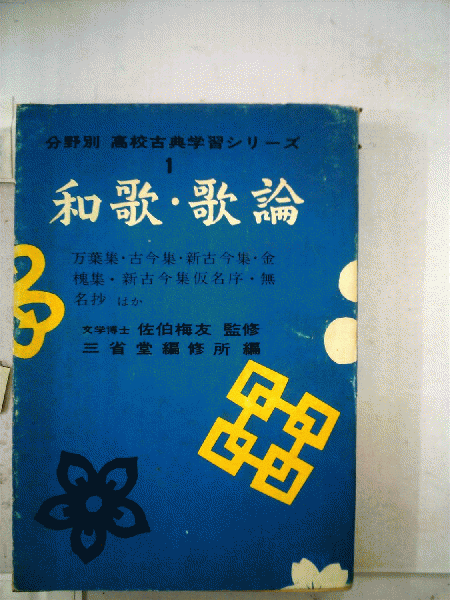 分野別 高校古典学習シリーズ
1
和歌・歌論
万葉集・古今集・新古今集・金
槐集・新古今集仮名序・無
名抄 ほか
文学博士 佐伯梅友 監修
三省堂編修所編